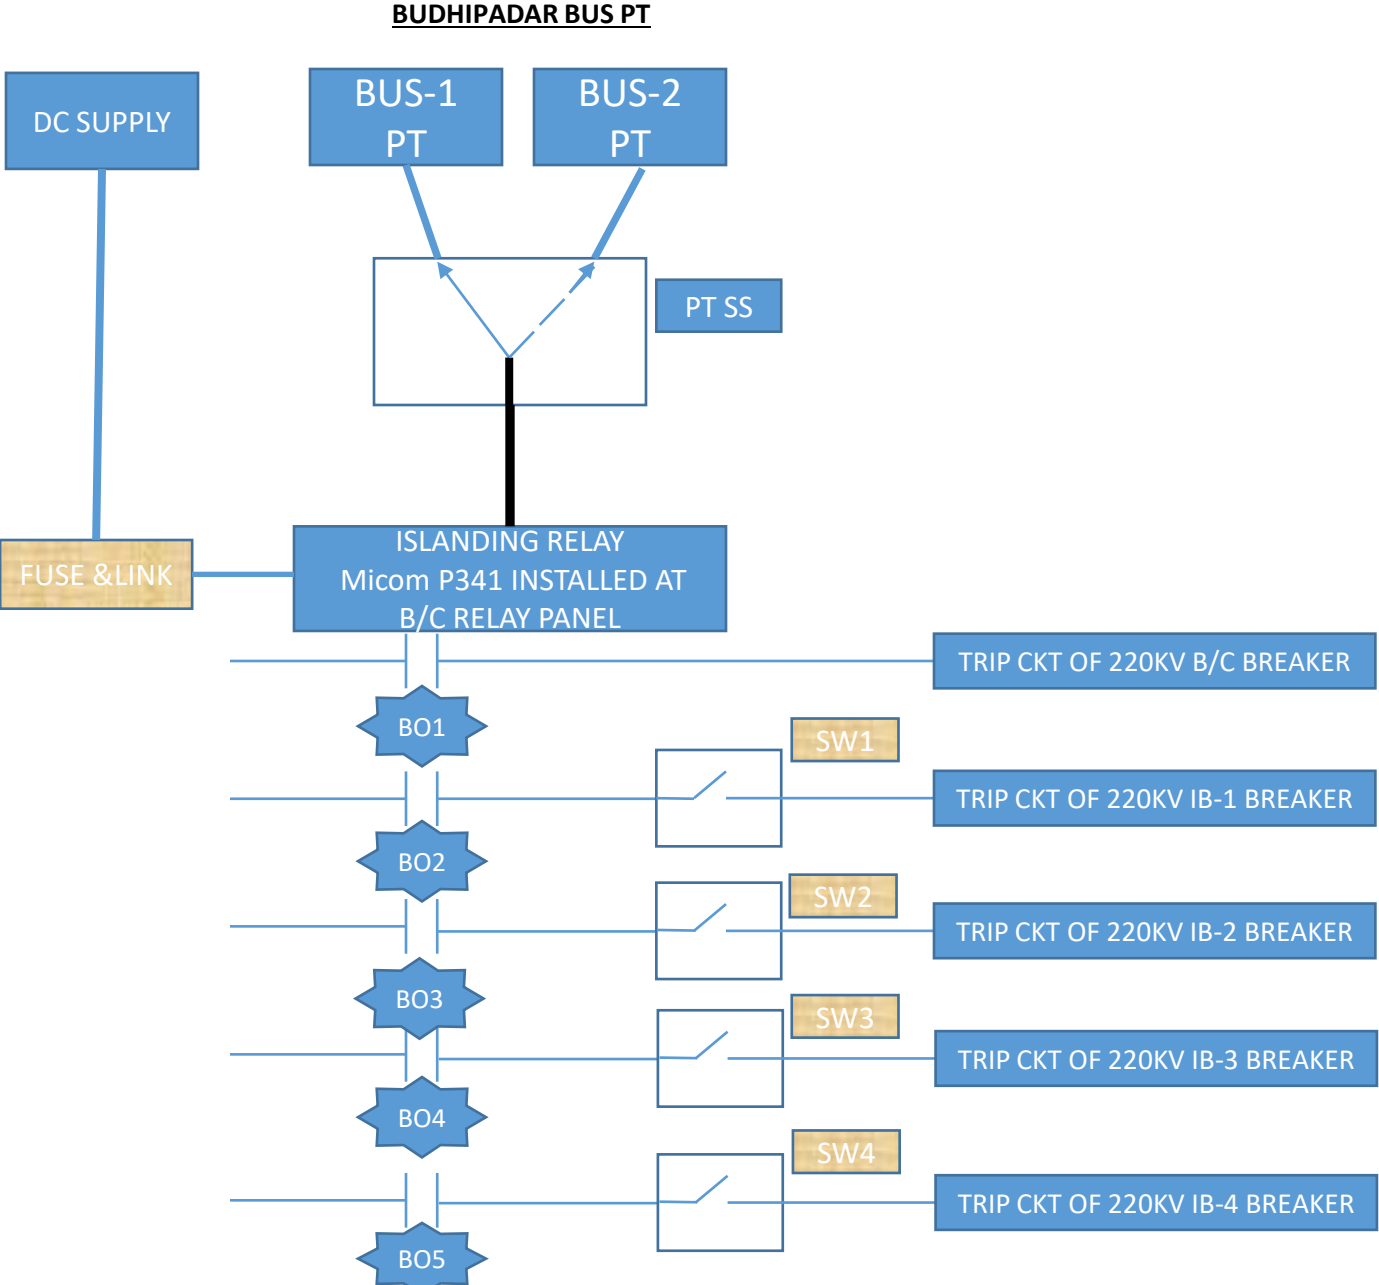 BUDHIPADAR BUS PT
DC SUPPLY
BUS-1
PT
BUS-2
PT
PT SS
FUSE &LINK
ISLANDING RELAY
Micom P341 INSTALLED AT
B/C RELAY PANEL
TRIP CKT OF 220KV B/C BREAKER
BO1
SW1
TRIP CKT OF 220KV IB-1 BREAKER
BO2
SW2
TRIP CKT OF 220KV IB-2 BREAKER
BO3
SW3
TRIP CKT OF 220KV IB-3 BREAKER
BO4
SW4
TRIP CKT OF 220KV IB-4 BREAKER
BO5